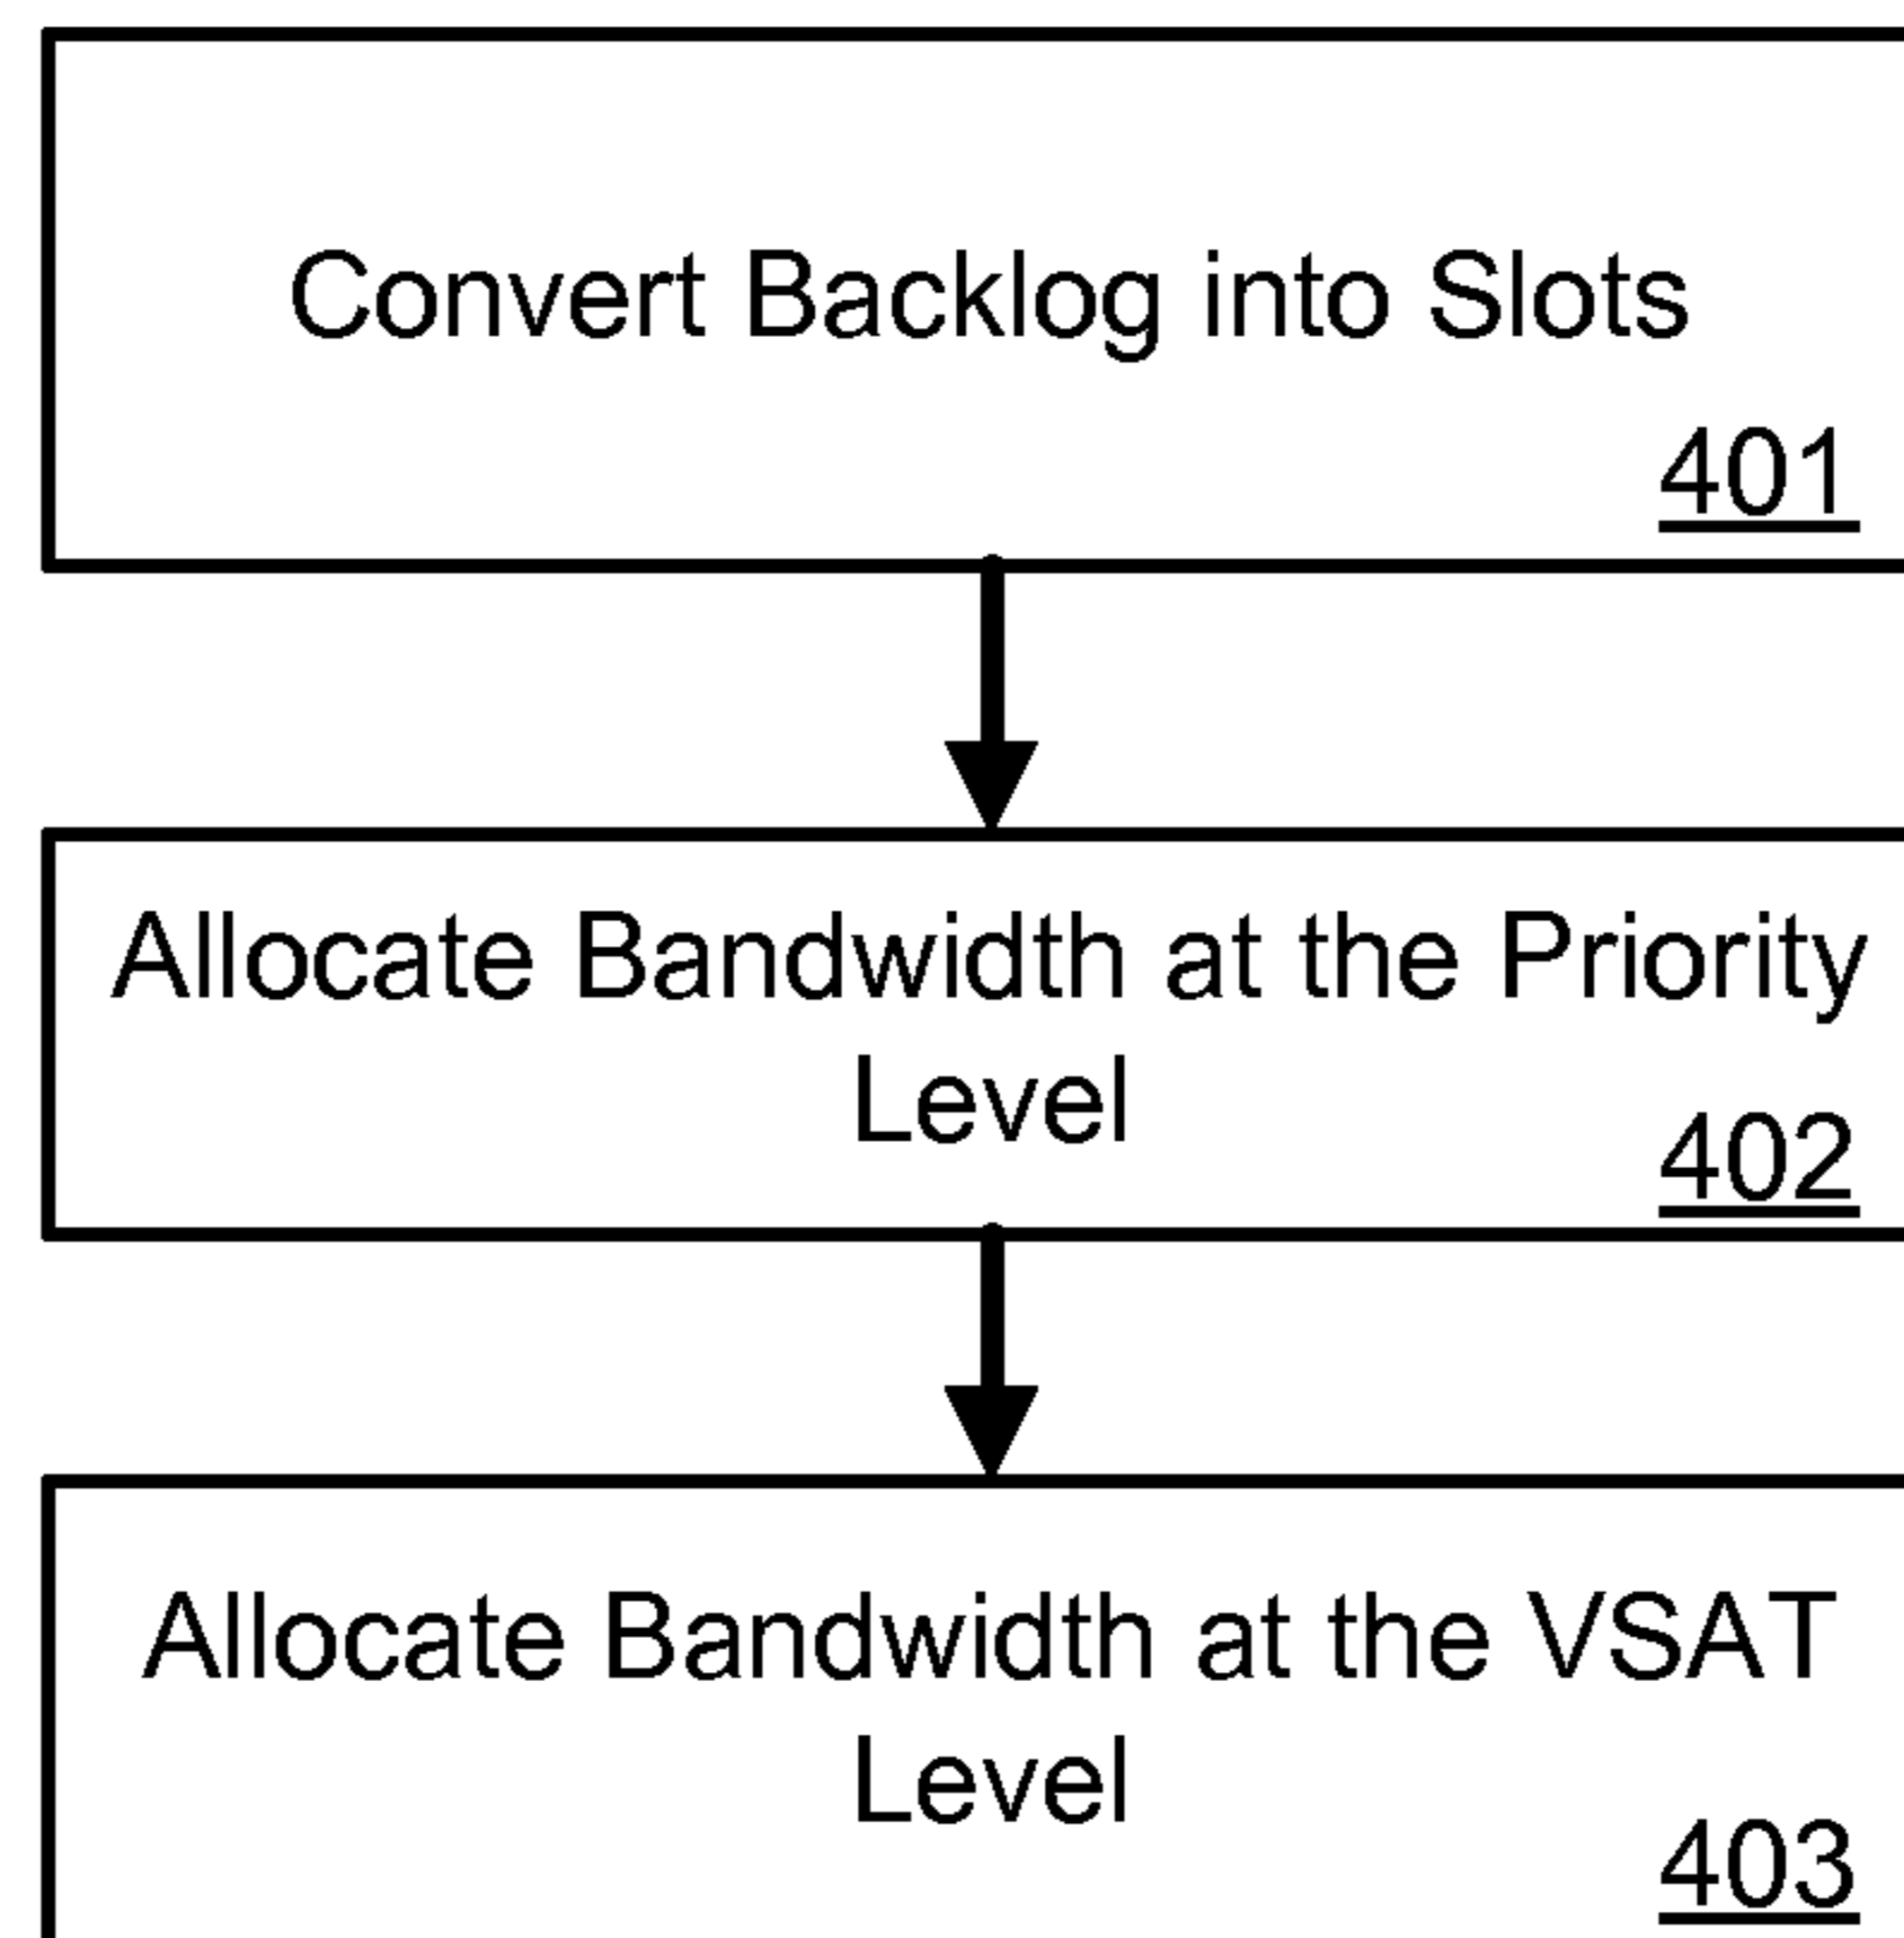 Convert Backlog into Slots
401
Allocate Bandwidth at the Priority
Level
402
Allocate Bandwidth at the VSAT
Level
403